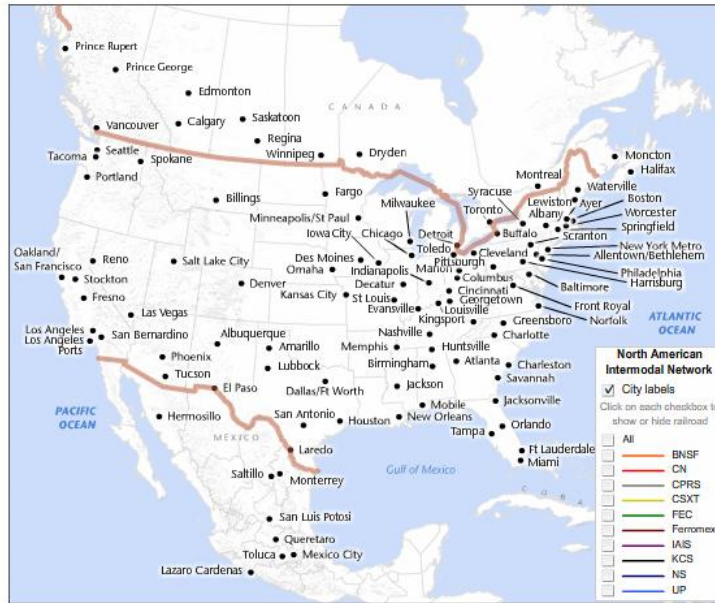 Prince Rupert
Prince George
Edmonton
CANADA
Vancouver
Calgary
Saskatoon
Regina
Winnipeg
Dryden
Moncton
Halifax
Seattle
Tacoma
Spokane
Portland
Montreal
Syracuse
Toronto
Waterville
Lewiston
Boston
Albany
Ayer
Worcester
Springfield
Billings
Fargo
Milwaukee
Minneapolis/St Paul
Detroit
Buffalo
Scranton
Iowa City
Chicago
Toledo
Cleveland
New York Metro
Oakland/
San Francisco
Reno
Salt Lake City
Des Moines
Pittsburgh
Allentown/Bethlehem
Omaha
Indianapolis
Marion
Philadelphia
Stockton
Denver
Decatur
Columbus
Harrisburg
Fresno
Kansas City
St Louis
Cincinnati
Baltimore
Evansville
Georgetown
Front Royal
Las Vegas
Louisville
Norfolk
Los Angeles
Los Angeles
Ports
San Bernardino
Albuquerque
Amarillo
Nashville
Kingsport
Greensboro
ATLANTIC
OCEAN
Phoenix
Lubbock
Memphis
Huntsville
Charlotte
Tucson
Birmingham
Atlanta
Charleston
El Paso
Dallas/Ft Worth
Jackson
Savannah
PACIFIC
OCEAN
Hermosillo
San Antonio
Mobile
Jacksonville
MEXICO
Houston
New Orleans
Orlando
Tampa
Laredo
Ft Lauderdale
Gulf of Mexico
Miami
Saltillo
Monterrey
CUBA
San Luis Potosi
Queretaro
Toluca
Mexico City
Lazaro Cardenas
North American
Intermodal Network
City labels
Click on each checkbox to
show or hide railroad
All
BNSF
CN
CPRS
CSXT
FEC
Ferromex
IAIS
KCS
NS
UP